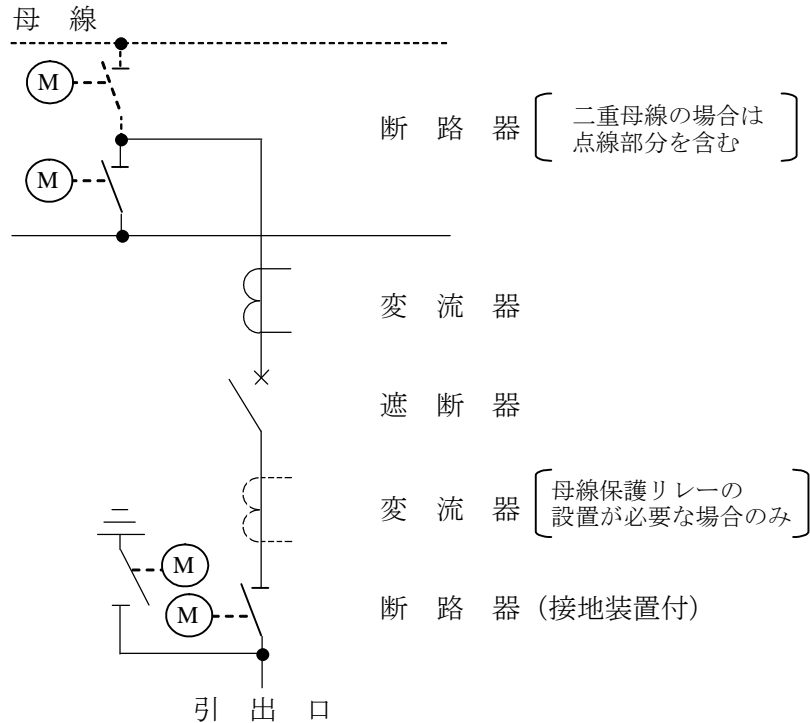 母線
M
断路器
二重母線の場合は
点線部分を含む
M
変流器
遮断器
変流器
母線保護リレーの
設置が必要な場合のみ
M
M
断路器(接地装置付)
引出口